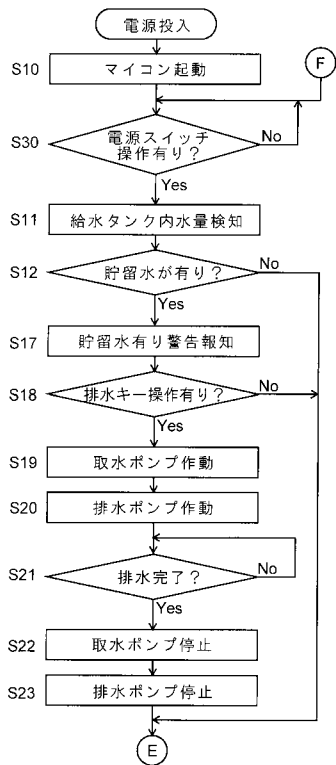 電源投入
S10
マイコン起動
F
S30
電源スイッチ
操作有り?
No
Yes
S11
給水タンク内水量検知
S12
貯留水が有り?
No
Yes
S17
貯留水有り警告報知
S18
排水キー操作有り?
No
Yes
S19
取水ポンプ作動
S20
排水ポンプ作動
S21
排水完了?
No
Yes
S22
取水ポンプ停止
S23
排水ポンプ停止
E